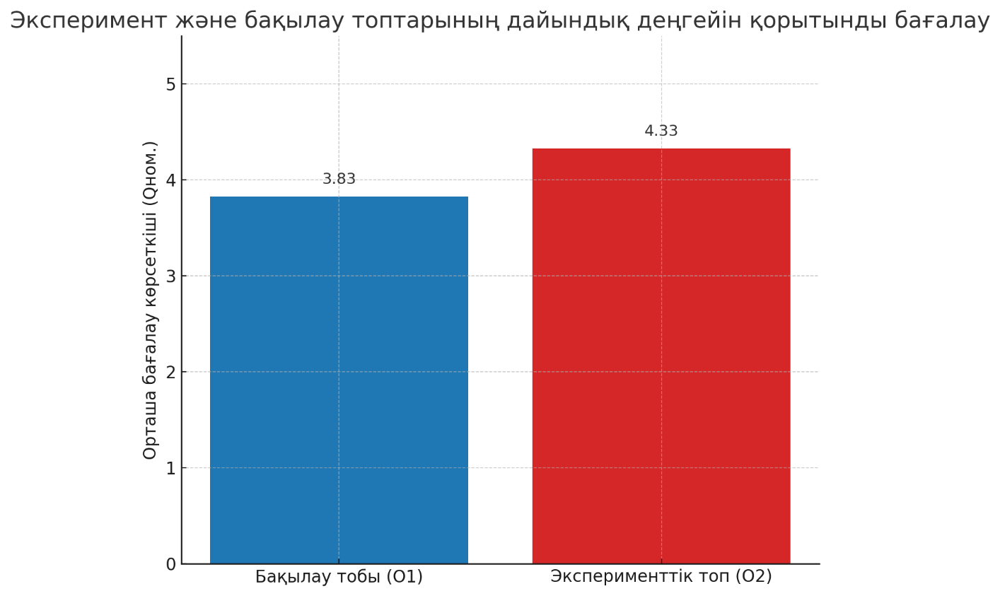 Эксперимент және бақылау топтарының дайындық деңгейін қорытынды бағалау
Орташа бағалау көрсеткіші (Qном.)
5
4
3
2
1
0
3.83
4.33
Бақылау тобы (О1)
Эксперименттік топ (О2)